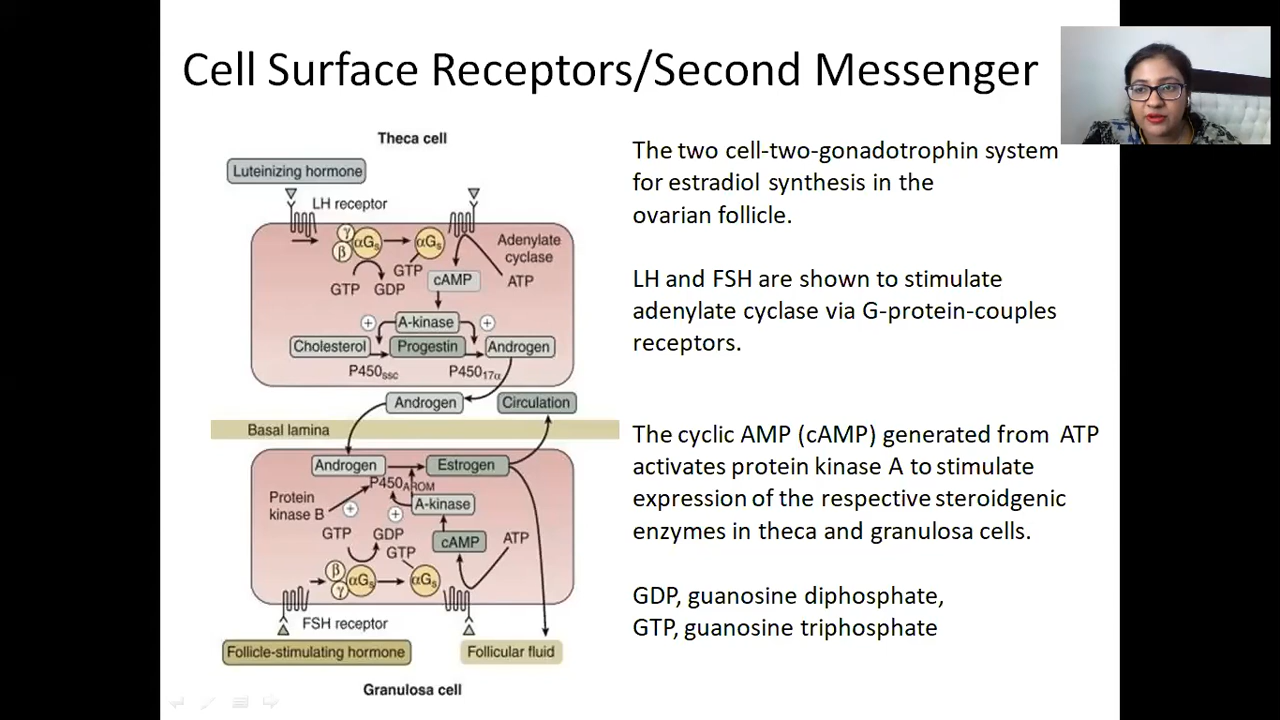 Cell Surface Receptors/Second Messenger
Theca cell
Luteinizing hormone
LH receptor
γ
β
αGs
αGs
Adenylate
cyclase
GTP
cAMP
ATP
GTP
GDP
+
A-kinase
+
Cholesterol
Progestin
Androgen
P450ssc
P45017α
Androgen
Circulation
Basal lamina
Androgen
Estrogen
P450AROM
Protein
kinase B
+
+
A-kinase
GTP
GDP
cAMP
ATP
GTP
β
γ
αGs
αGs
FSH receptor
Follicle-stimulating hormone
Follicular fluid
Granulosa cell
The two cell-two-gonadotrophin system
for estradiol synthesis in the
ovarian follicle.
LH and FSH are shown to stimulate
adenylate cyclase via G-protein-couples
receptors.
The cyclic AMP (cAMP) generated from ATP
activates protein kinase A to stimulate
expression of the respective steroidgenic
enzymes in theca and granulosa cells.
GDP, guanosine diphosphate,
GTP, guanosine triphosphate